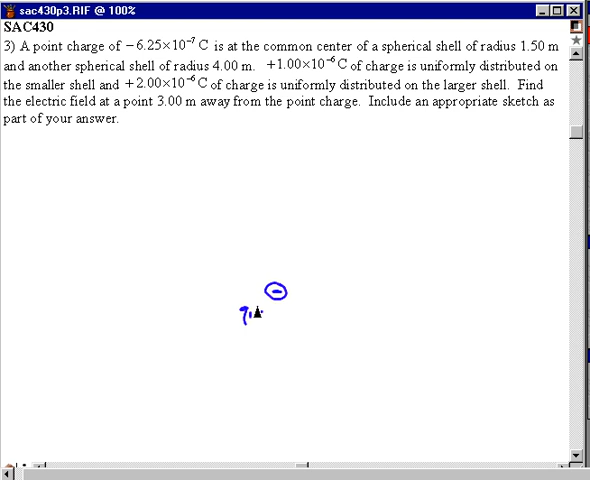 sac430p3.RIF @ 100%
SAC430
3) A point charge of −6.25×10⁻⁷ C is at the common center of a spherical shell of radius 1.50 m
and another spherical shell of radius 4.00 m. +1.00×10⁻⁶ C of charge is uniformly distributed on
the smaller shell and +2.00×10⁻⁶ C of charge is uniformly distributed on the larger shell. Find
the electric field at a point 3.00 m away from the point charge. Include an appropriate sketch as
part of your answer.
−